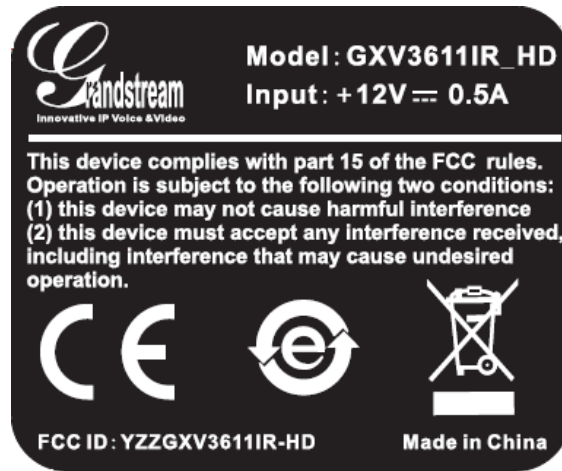 Grandstream
Innovative IP Voice &Video
Model: GXV3611IR_HD
Input: +12V ⎓ 0.5A
This device complies with part 15 of the FCC rules.
Operation is subject to the following two conditions:
(1) this device may not cause harmful interference
(2) this device must accept any interference received,
including interference that may cause undesired
operation.
CE
e
FCC ID: YZZGXV3611IR-HD
Made in China